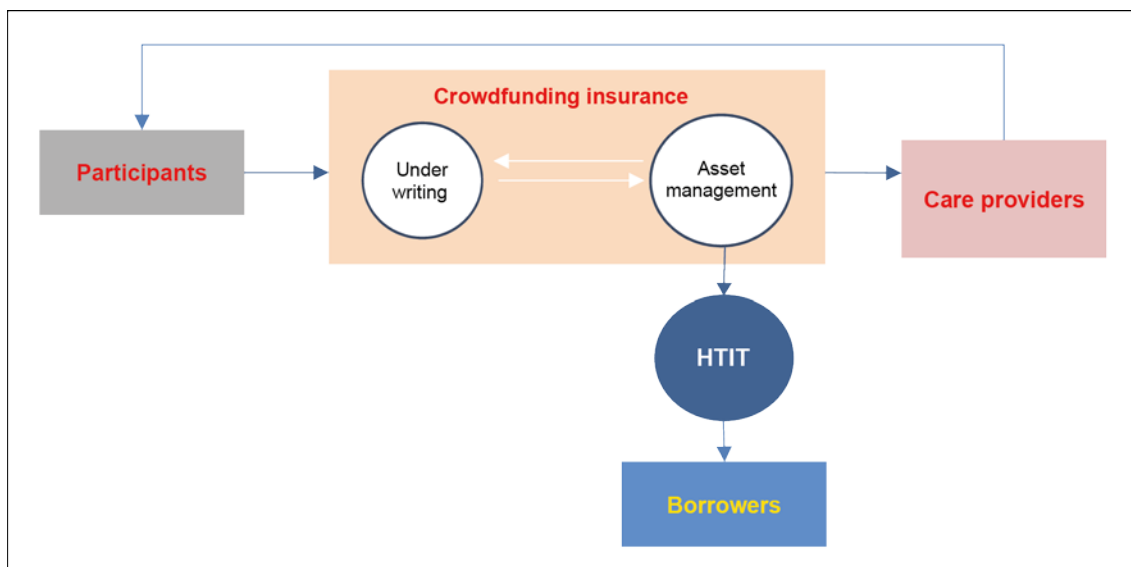 Crowdfunding insurance
Participants
Under
writing
Asset
management
Care providers
HTIT
Borrowers